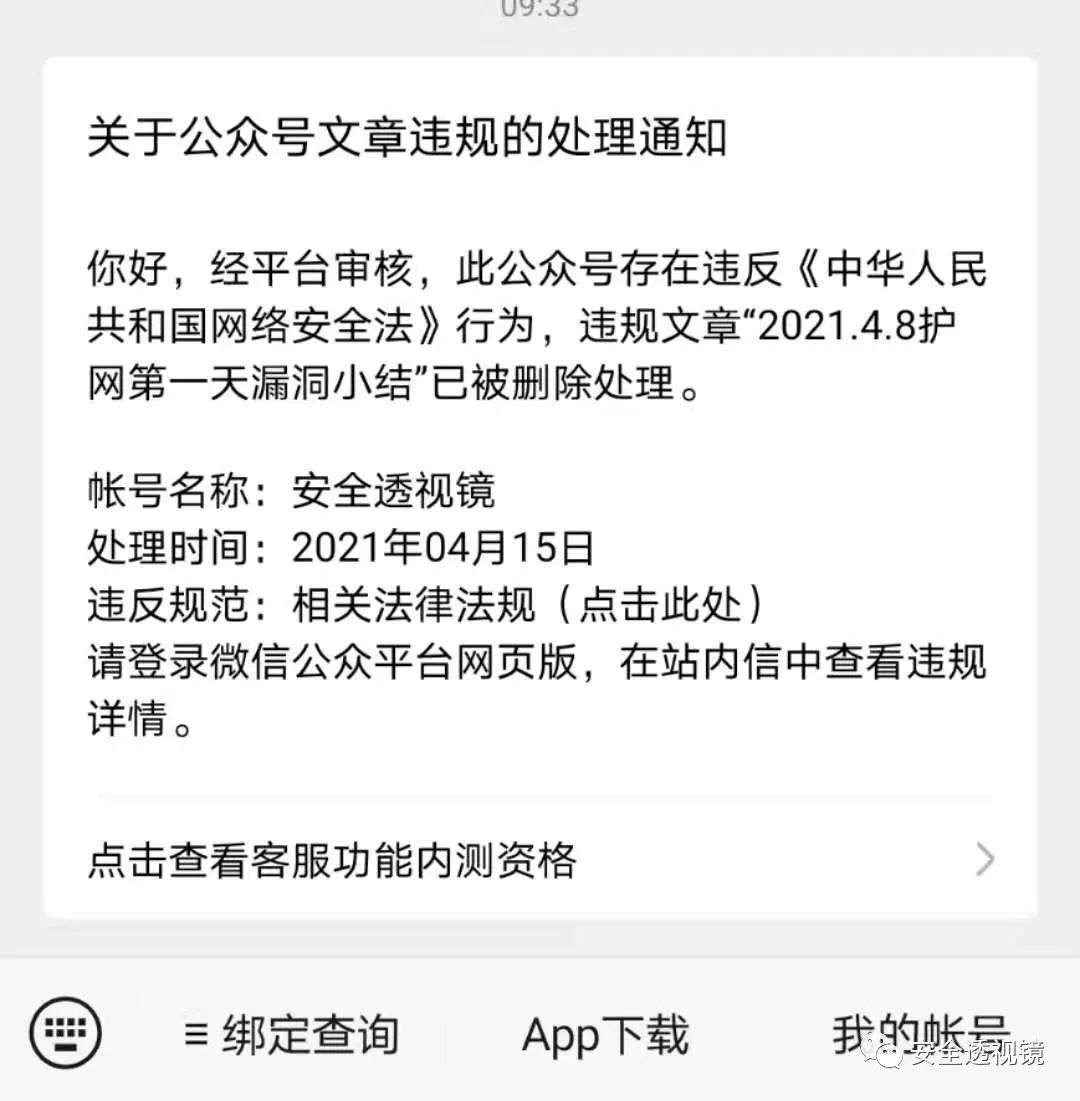 09:33
关于公众号文章违规的处理通知
你好，经平台审核，此公众号存在违反《中华人民
共和国网络安全法》行为，违规文章“2021.4.8护
网第一天漏洞小结”已被删除处理。
帐号名称：安全透视镜
处理时间：2021年04月15日
违反规范：相关法律法规（点击此处）
请登录微信公众平台网页版，在站内信中查看违规
详情。
点击查看客服功能内测资格
≡ 绑定查询 App下载 我的帐号
安全透视镜